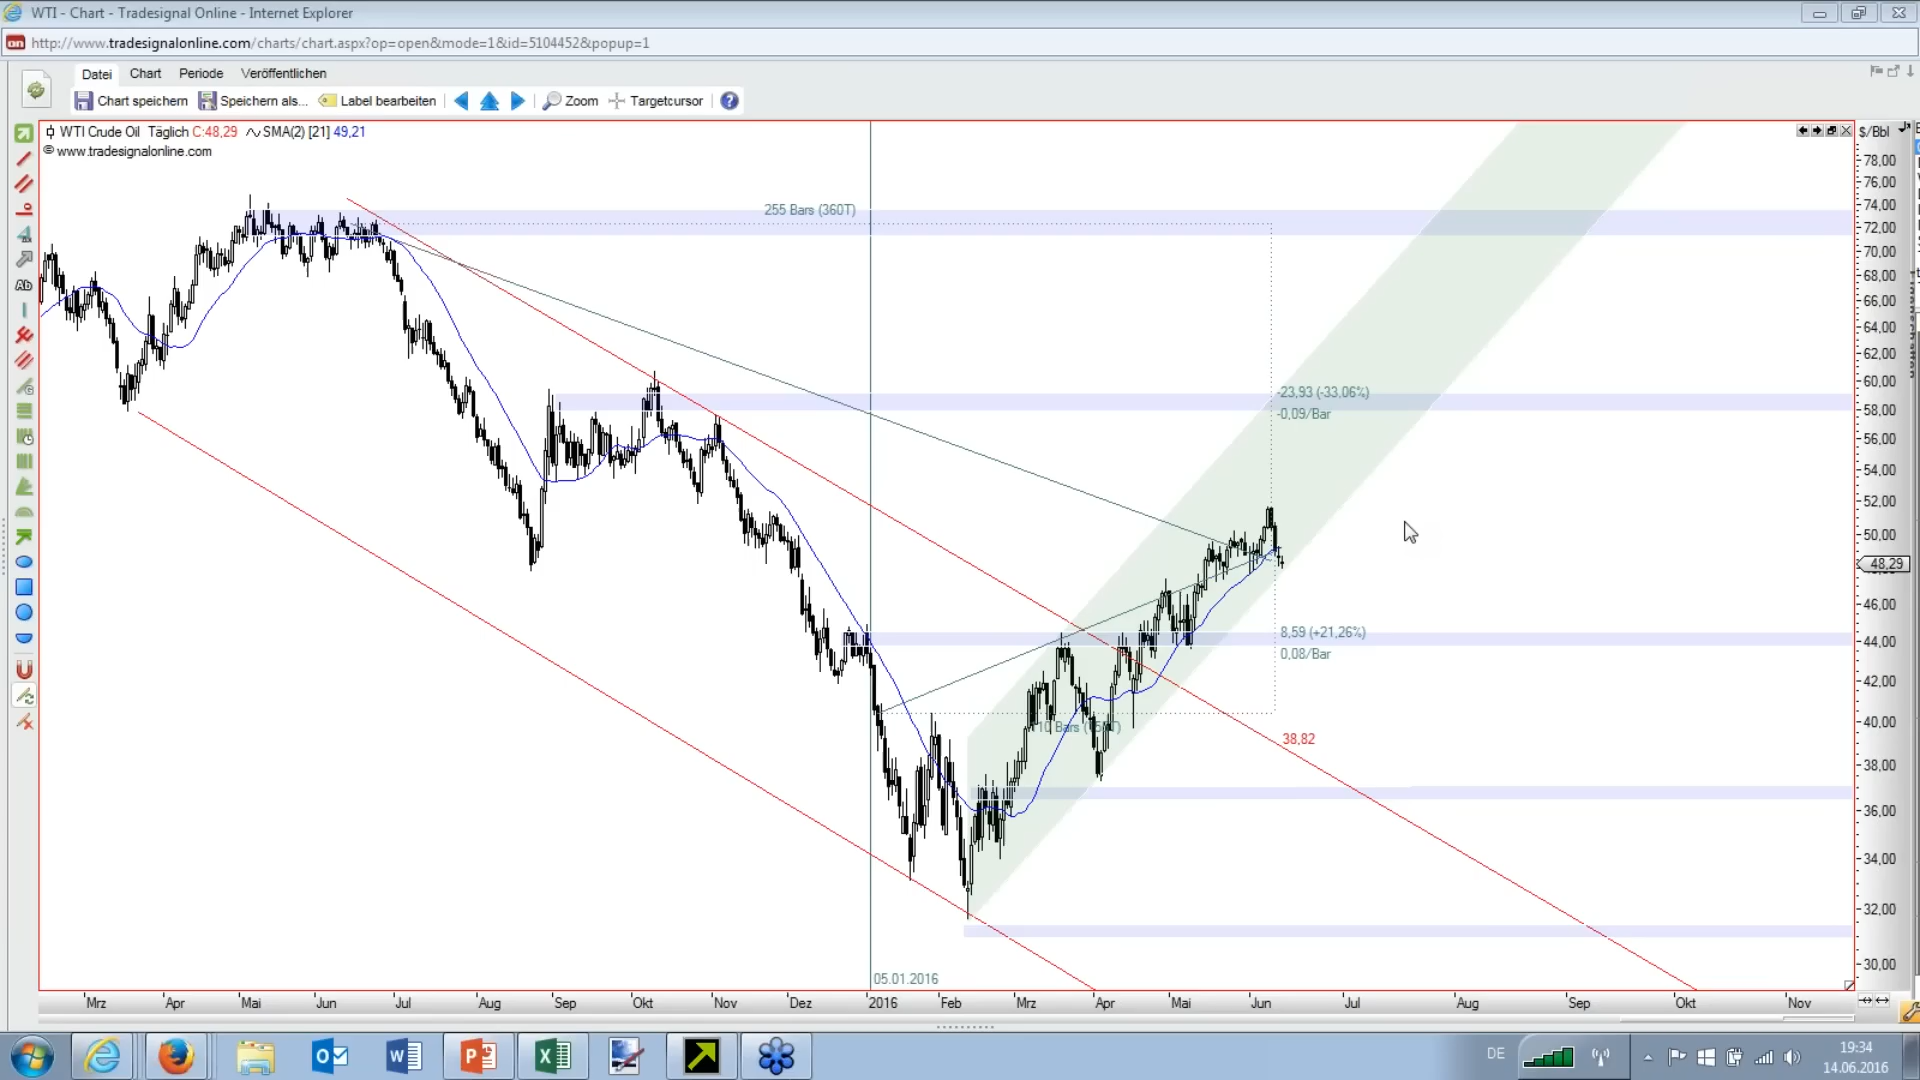 WTI - Chart - Tradesignal Online - Internet Explorer
http://www.tradesignalonline.com/charts/chart.aspx?op=open&mode=1&id=5104452&popup=1
Datei Chart Periode Veröffentlichen
Chart speichern Speichern als... Label bearbeiten Zoom Targetcursor
WTI Crude Oil Täglich C:48,29 SMA(2) [21] 49,21
© www.tradesignalonline.com
$/Bbl
78,00
76,00
74,00
72,00
70,00
68,00
66,00
64,00
62,00
60,00
58,00
56,00
54,00
52,00
50,00
48,29
46,00
44,00
42,00
40,00
38,00
36,00
34,00
32,00
30,00
255 Bars (360T)
-23,93 (-33,06%)
-0,09/Bar
8,59 (+21,26%)
0,08/Bar
38,82
05.01.2016
Mrz Apr Mai Jun Jul Aug Sep Okt Nov Dez 2016 Feb Mrz Apr Mai Jun Jul Aug Sep Okt Nov
Ab
DE
19:34
14.06.2016